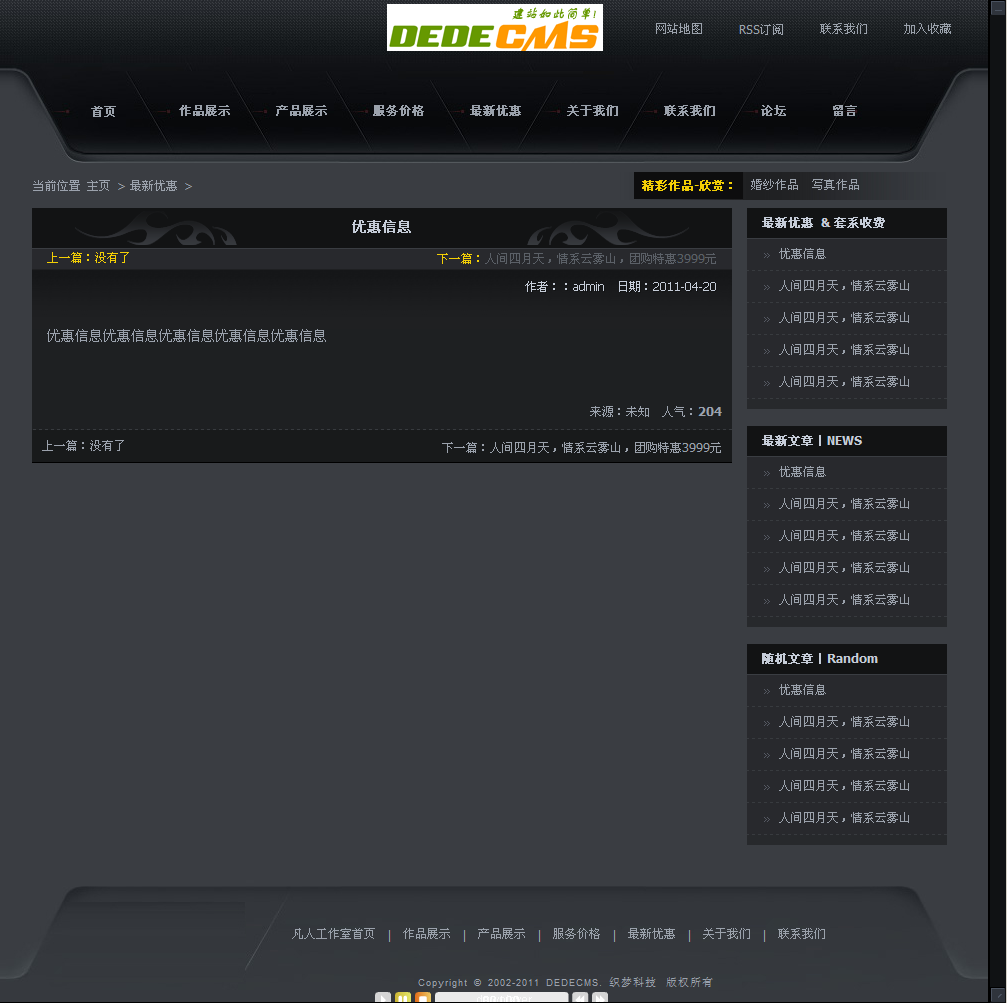 建站如此简单!
DEDECMS
网站地图 RSS订阅 联系我们 加入收藏
首页 作品展示 产品展示 服务价格 最新优惠 关于我们 联系我们 论坛 留言
当前位置 主页 > 最新优惠 >
精彩作品-欣赏： 婚纱作品 写真作品
优惠信息
上一篇：没有了 下一篇：人间四月天，情系云雾山，团购特惠3999元
作者：：admin 日期：2011-04-20
优惠信息优惠信息优惠信息优惠信息优惠信息
来源：未知 人气：204
上一篇：没有了 下一篇：人间四月天，情系云雾山，团购特惠3999元
最新优惠 & 套系收费
» 优惠信息
» 人间四月天，情系云雾山
» 人间四月天，情系云雾山
» 人间四月天，情系云雾山
» 人间四月天，情系云雾山
最新文章 | NEWS
» 优惠信息
» 人间四月天，情系云雾山
» 人间四月天，情系云雾山
» 人间四月天，情系云雾山
» 人间四月天，情系云雾山
随机文章 | Random
» 优惠信息
» 人间四月天，情系云雾山
» 人间四月天，情系云雾山
» 人间四月天，情系云雾山
» 人间四月天，情系云雾山
凡人工作室首页 | 作品展示 | 产品展示 | 服务价格 | 最新优惠 | 关于我们 | 联系我们
Copyright © 2002-2011 DEDECMS. 织梦科技 版权所有